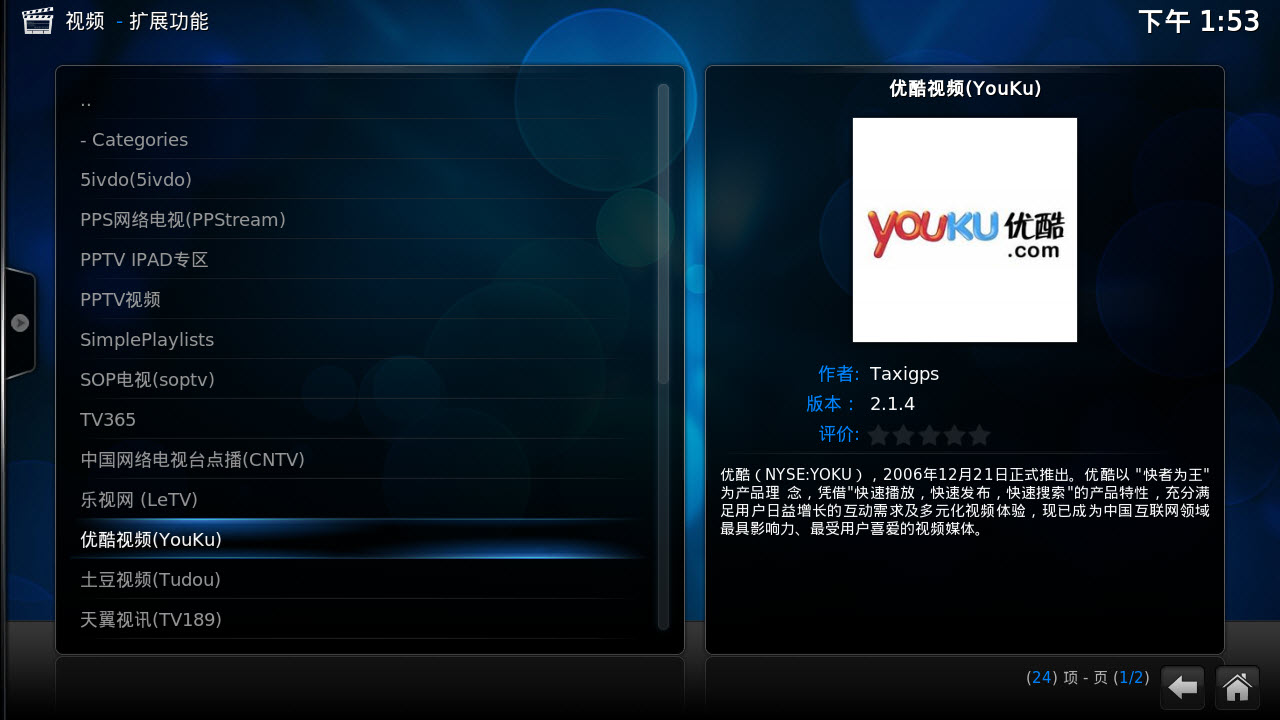 视频 - 扩展功能
下午 1:53
..
- Categories
5ivdo(5ivdo)
PPS网络电视(PPStream)
PPTV IPAD专区
PPTV视频
SimplePlaylists
SOP电视(soptv)
TV365
中国网络电视台点播(CNTV)
乐视网 (LeTV)
优酷视频(YouKu)
土豆视频(Tudou)
天翼视讯(TV189)
优酷视频(YouKu)
YOUKU 优酷
.com
作者: Taxigps
版本： 2.1.4
评价:
优酷（NYSE:YOKU），2006年12月21日正式推出。优酷以 "快者为王"
为产品理 念，凭借"快速播放，快速发布，快速搜索"的产品特性，充分满
足用户日益增长的互动需求及多元化视频体验，现已成为中国互联网领域
最具影响力、最受用户喜爱的视频媒体。
(24) 项 - 页 (1/2)